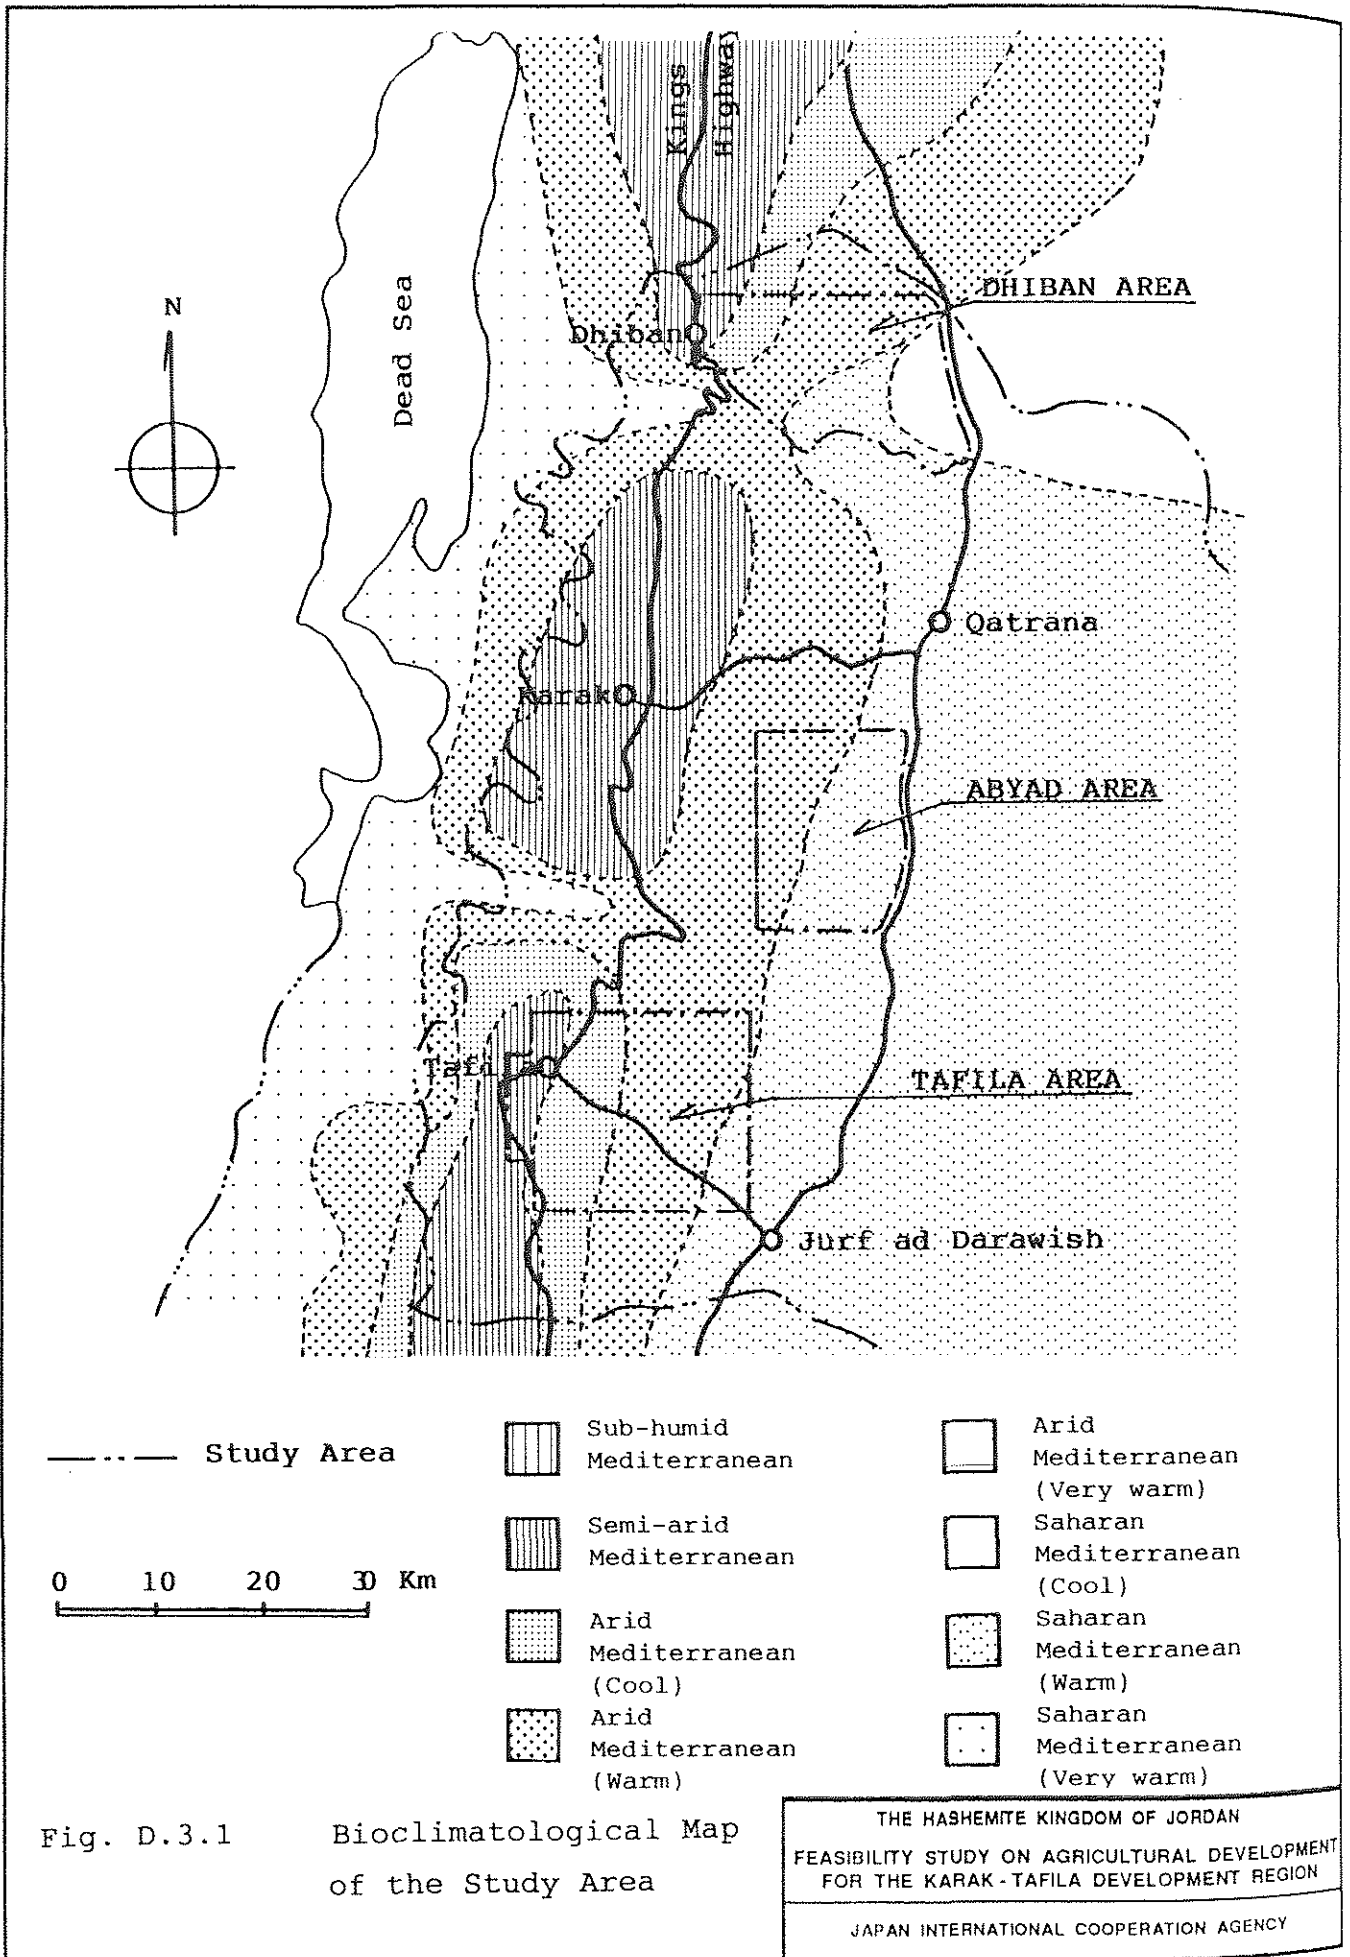 Kings
Highway
N
Dead Sea
DHIBAN AREA
Dhiban
Qatrana
Karak
ABYAD AREA
Tafila
TAFILA AREA
Jurf ad Darawish
Study Area
0 10 20 30 Km
Sub-humid
Mediterranean
Semi-arid
Mediterranean
Arid
Mediterranean
(Cool)
Arid
Mediterranean
(Warm)
Arid
Mediterranean
(Very warm)
Saharan
Mediterranean
(Cool)
Saharan
Mediterranean
(Warm)
Saharan
Mediterranean
(Very warm)
Fig. D.3.1 Bioclimatological Map
of the Study Area
THE HASHEMITE KINGDOM OF JORDAN
FEASIBILITY STUDY ON AGRICULTURAL DEVELOPMENT
FOR THE KARAK-TAFILA DEVELOPMENT REGION
JAPAN INTERNATIONAL COOPERATION AGENCY